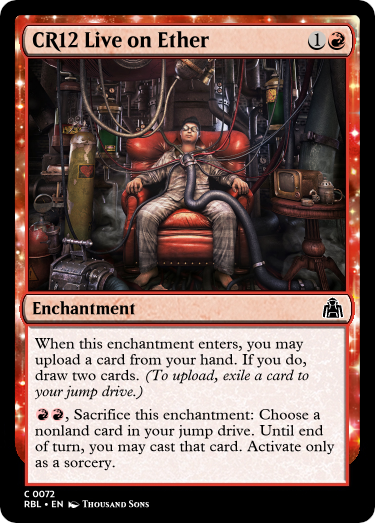 CR12 Live on Ether
1
Enchantment
When this enchantment enters, you may
upload a card from your hand. If you do,
draw two cards. (To upload, exile a card to
your jump drive.)
, Sacrifice this enchantment: Choose a
nonland card in your jump drive. Until end
of turn, you may cast that card. Activate only
as a sorcery.
C 0072
RBL • EN Thousand Sons